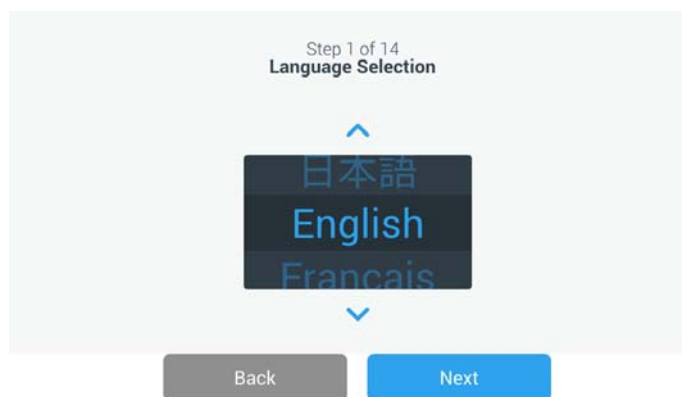 Step 1 of 14
Language Selection
日本語
English
Francais
Back
Next